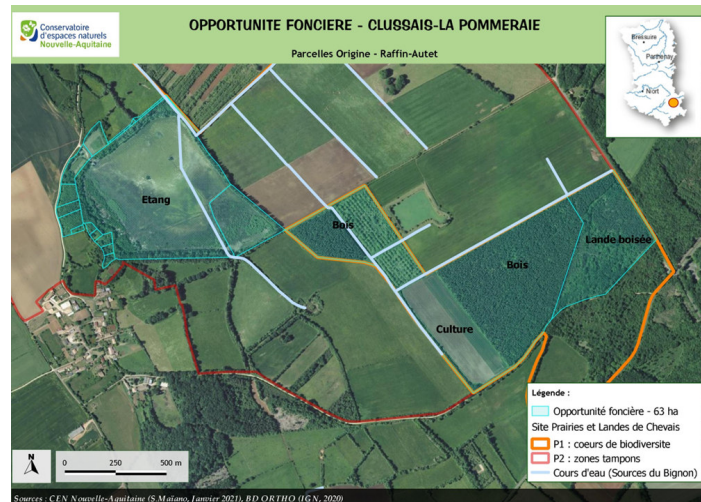 Conservatoire
d'espaces naturels
Nouvelle-Aquitaine
OPPORTUNITE FONCIERE - CLUSSAIS-LA POMMERAIE
Parcelles Origine - Raffin-Autet
Bressuire
Parthenay
Niort
Etang
Bois
Lande boisée
Bois
Culture
Légende :
Opportunité foncière - 63 ha
Site Prairies et Landes de Chevais
P1 : coeurs de biodiversite
P2 : zones tampons
Cours d'eau (Sources du Bignon)
N
0 250 500 m
Sources : CEN Nouvelle-Aquitaine (S.Maïano, Janvier 2021), BD ORTHO (IGN, 2020)